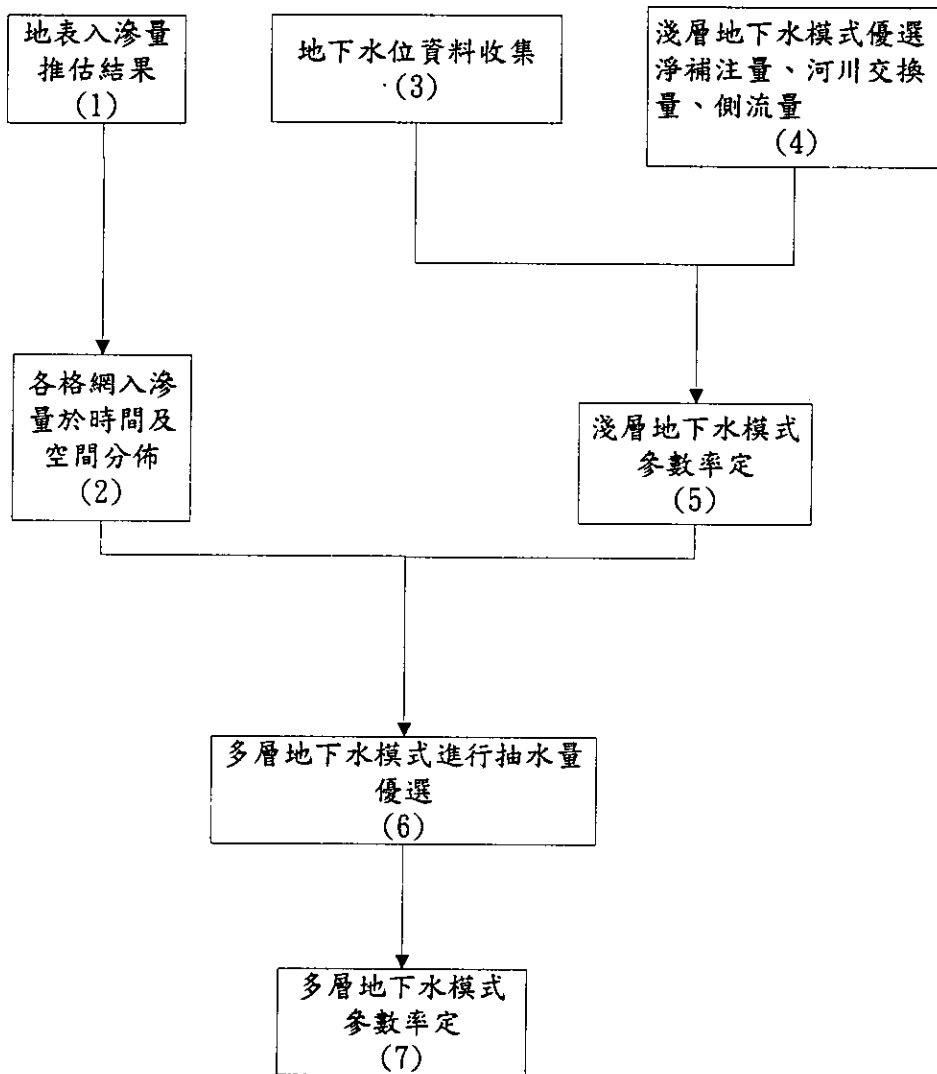 地表入滲量
推估結果
(1)
地下水位資料收集
(3)
淺層地下水模式優選
淨補注量、河川交換
量、側流量
(4)
各格網入滲
量於時間及
空間分佈
(2)
淺層地下水模式
參數率定
(5)
多層地下水模式進行抽水量
優選
(6)
多層地下水模式
參數率定
(7)